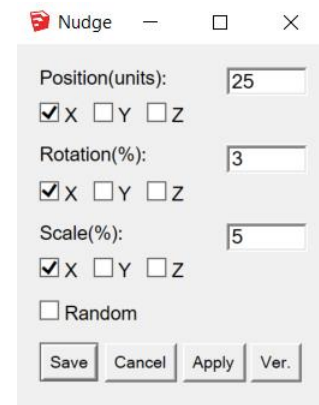 Nudge
Position(units): 25
X Y Z
Rotation(%): 3
X Y Z
Scale(%): 5
X Y Z
Random
Save Cancel Apply Ver.